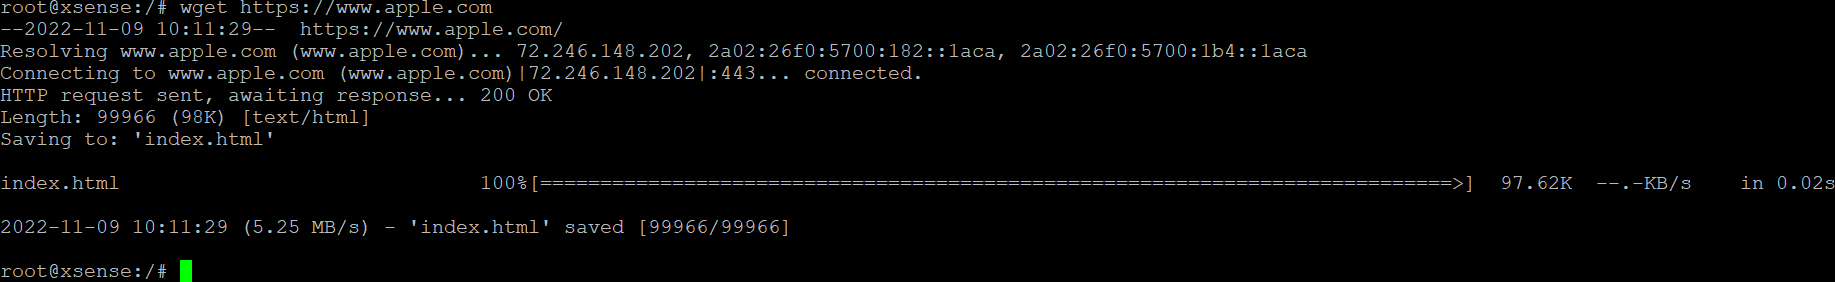 root@xsense:/# wget https://www.apple.com
--2022-11-09 10:11:29--  https://www.apple.com/
Resolving www.apple.com (www.apple.com)... 72.246.148.202, 2a02:26f0:5700:182::1aca, 2a02:26f0:5700:1b4::1aca
Connecting to www.apple.com (www.apple.com)|72.246.148.202|:443... connected.
HTTP request sent, awaiting response... 200 OK
Length: 99966 (98K) [text/html]
Saving to: 'index.html'
index.html                              100%[============================================================================>]  97.62K  --.-KB/s    in 0.02s
2022-11-09 10:11:29 (5.25 MB/s) - 'index.html' saved [99966/99966]
root@xsense:/#